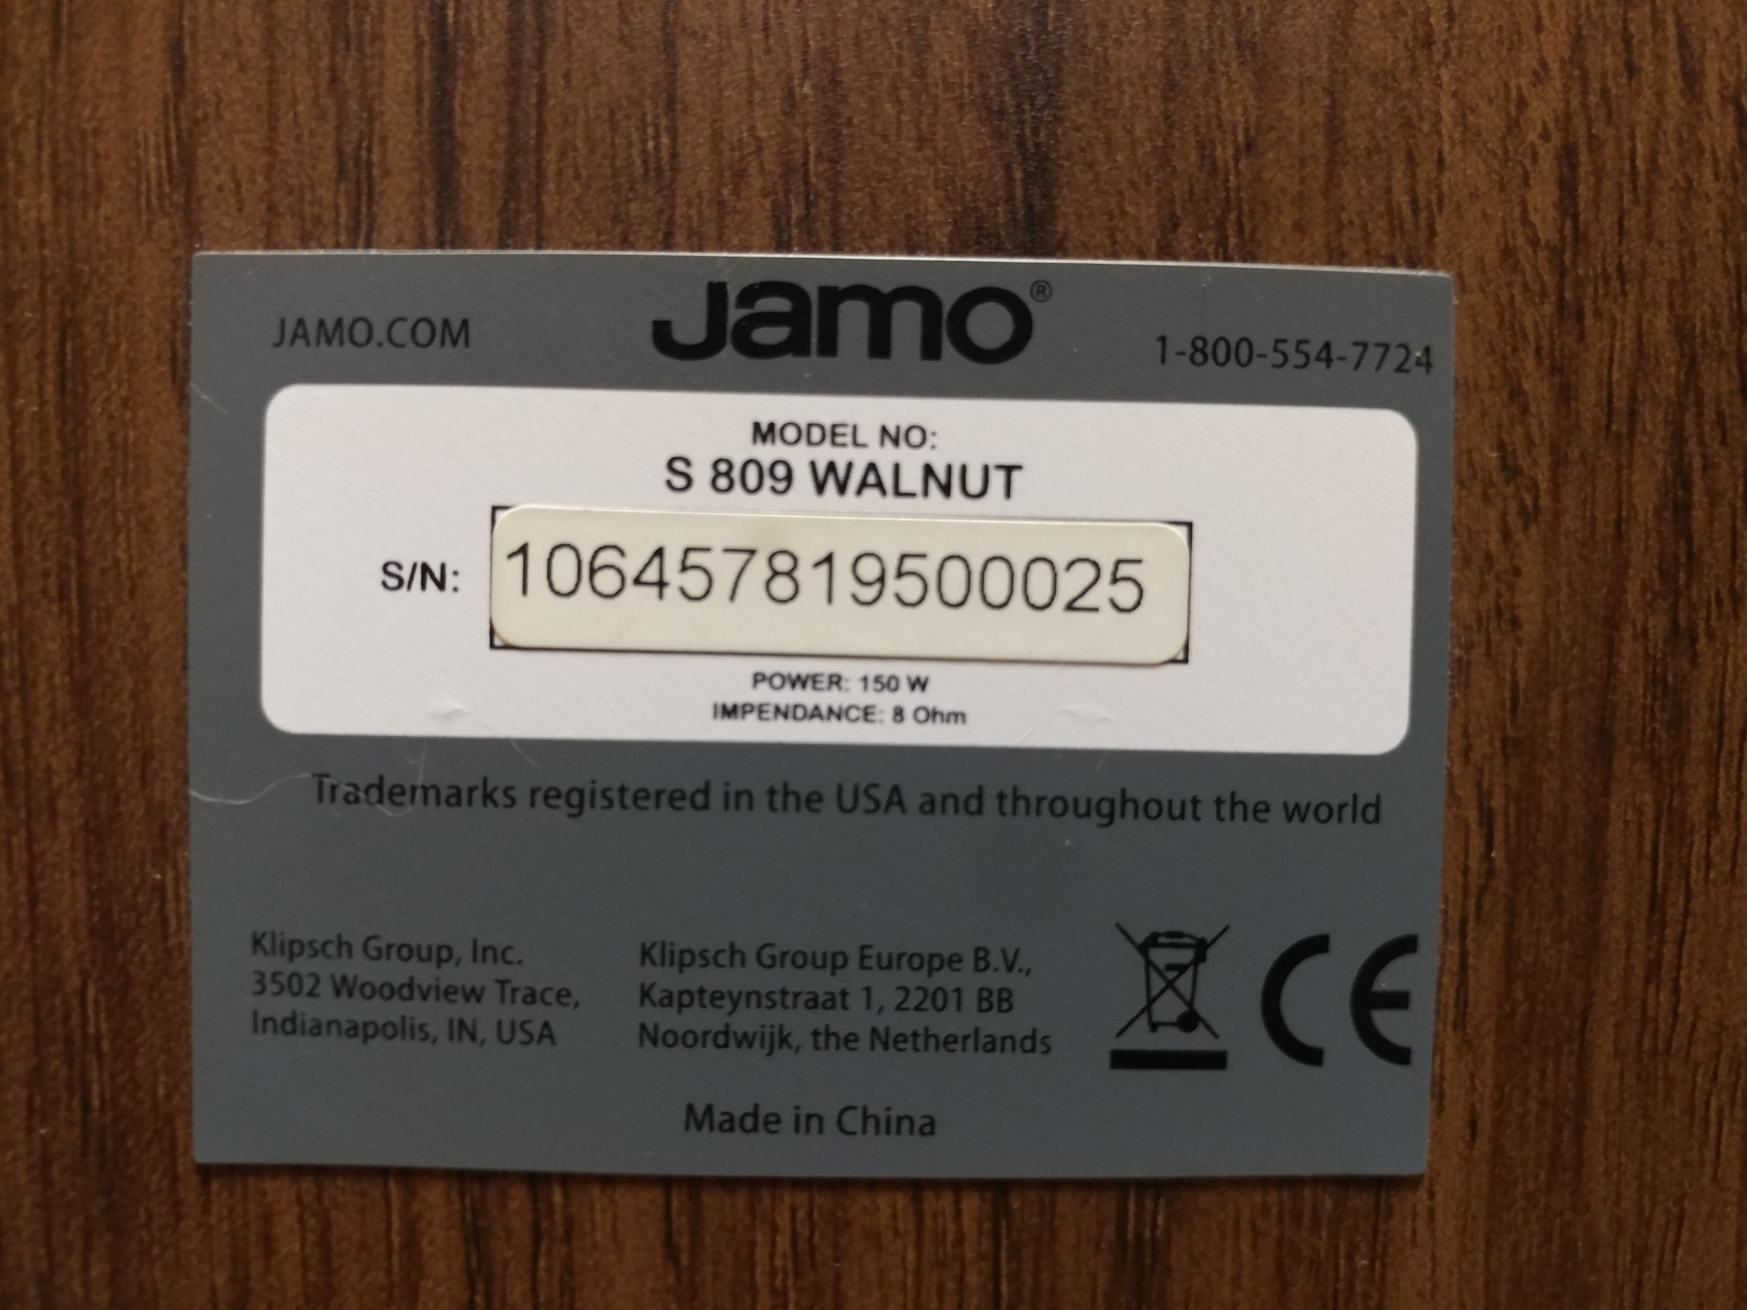 JAMO.COM
Jamo®
1-800-554-7724
MODEL NO:
S 809 WALNUT
S/N: 106457819500025
POWER: 150 W
IMPENDANCE: 8 Ohm
Trademarks registered in the USA and throughout the world
Klipsch Group, Inc.
3502 Woodview Trace,
Indianapolis, IN, USA
Klipsch Group Europe B.V.,
Kapteynstraat 1, 2201 BB
Noordwijk, the Netherlands
CE
Made in China